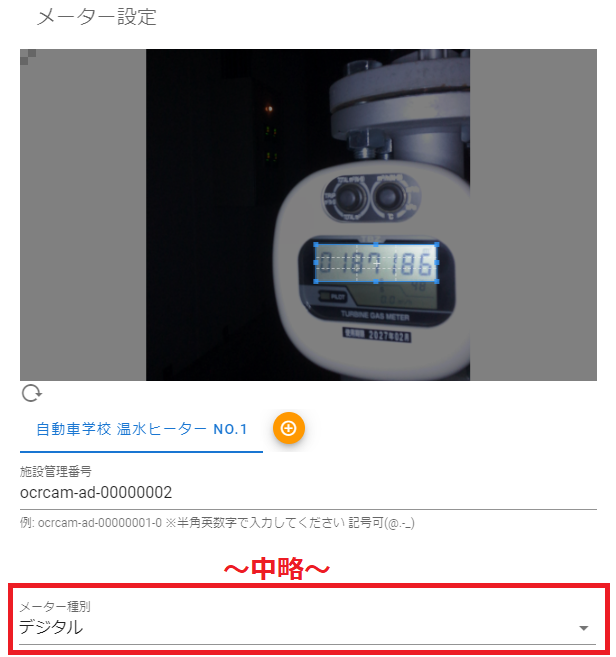 メーター設定
0.187186
PILOT
TURBINE GAS METER
2027年02月
自動車学校 温水ヒーター NO.1
施設管理番号
ocrcam-ad-00000002
例: ocrcam-ad-00000001-0 ※半角英数字で入力してください 記号可(@.-_)
～中略～
メーター種別
デジタル